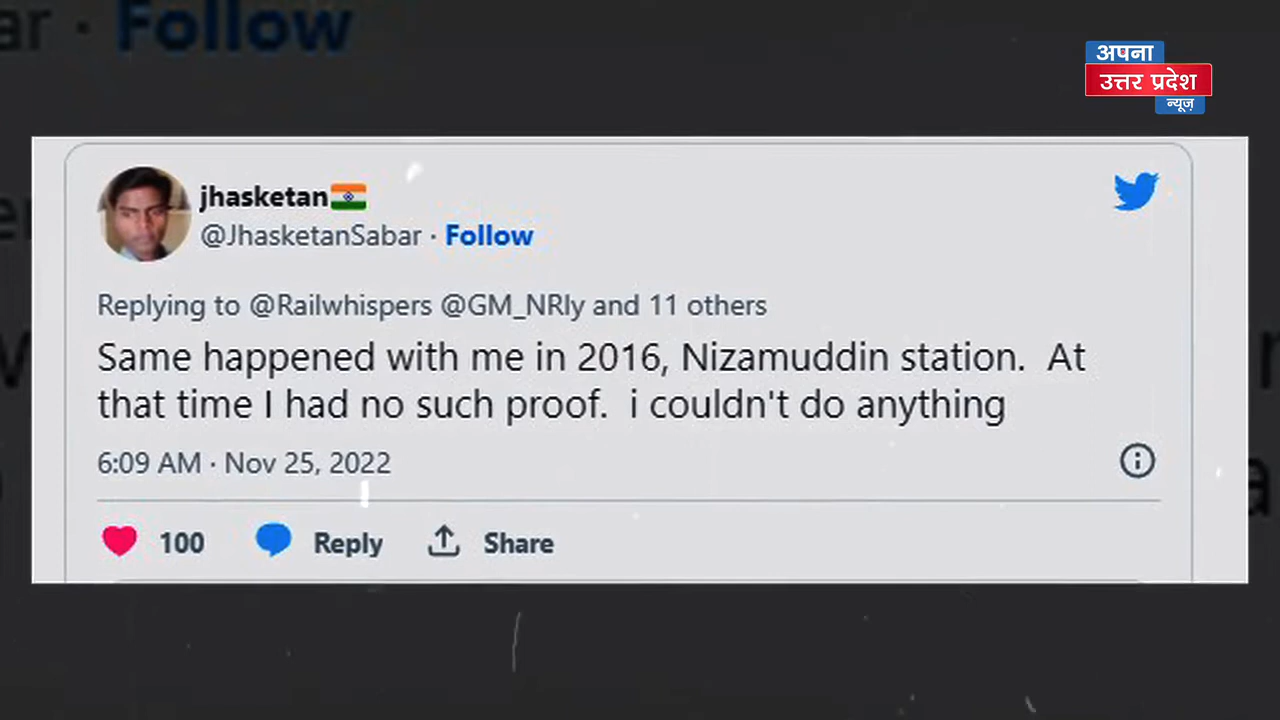 ar · Follow
अपना
उत्तर प्रदेश
न्यूज़
jhasketan
@JhasketanSabar · Follow
Replying to @Railwhispers @GM_NRly and 11 others
Same happened with me in 2016, Nizamuddin station. At
that time I had no such proof. i couldn't do anything
6:09 AM · Nov 25, 2022
100 Reply Share